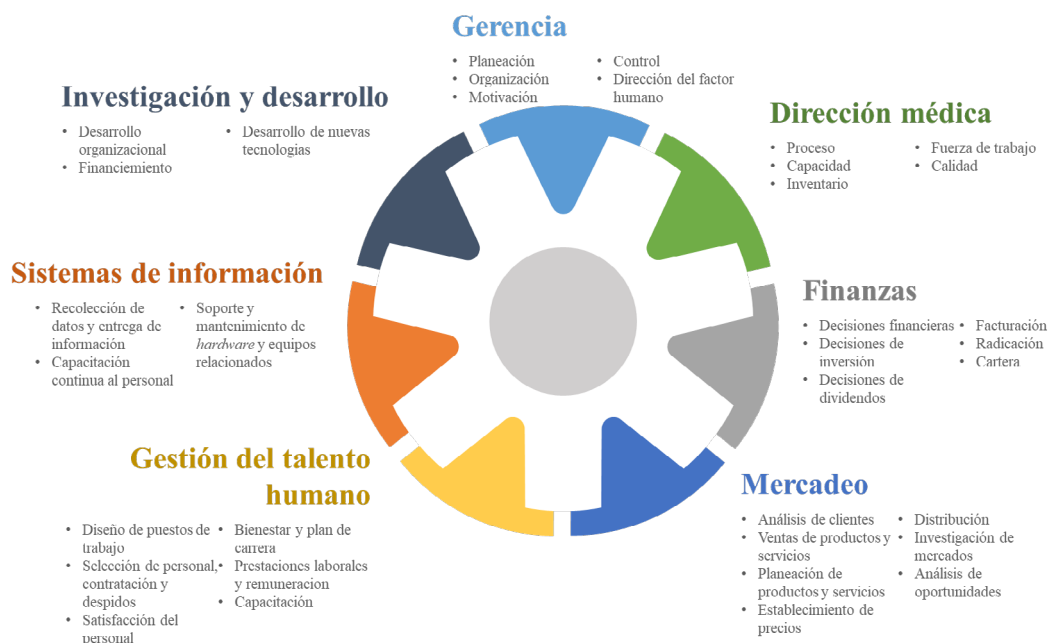 Gerencia
• Planeación
• Organización
• Motivación
• Control
• Dirección del factor
humano
Dirección médica
• Proceso
• Capacidad
• Inventario
• Fuerza de trabajo
• Calidad
Finanzas
• Decisiones financieras
• Decisiones de
inversión
• Decisiones de
dividendos
• Facturación
• Radicación
• Cartera
Mercadeo
• Análisis de clientes
• Ventas de productos y
servicios
• Planeación de
productos y servicios
• Establecimiento de
precios
• Distribución
• Investigación de
mercados
• Análisis de
oportunidades
Gestión del talento
humano
• Diseño de puestos de
trabajo
• Selección de personal,
contratación y
despidos
• Satisfacción del
personal
• Bienestar y plan de
carrera
• Prestaciones laborales
y remuneracion
• Capacitación
Sistemas de información
• Recolección de
datos y entrega de
información
• Capacitación
continua al personal
• Soporte y
mantenimiento de
hardware y equipos
relacionados
Investigación y desarrollo
• Desarrollo
organizacional
• Financiemiento
• Desarrollo de nuevas
tecnologías